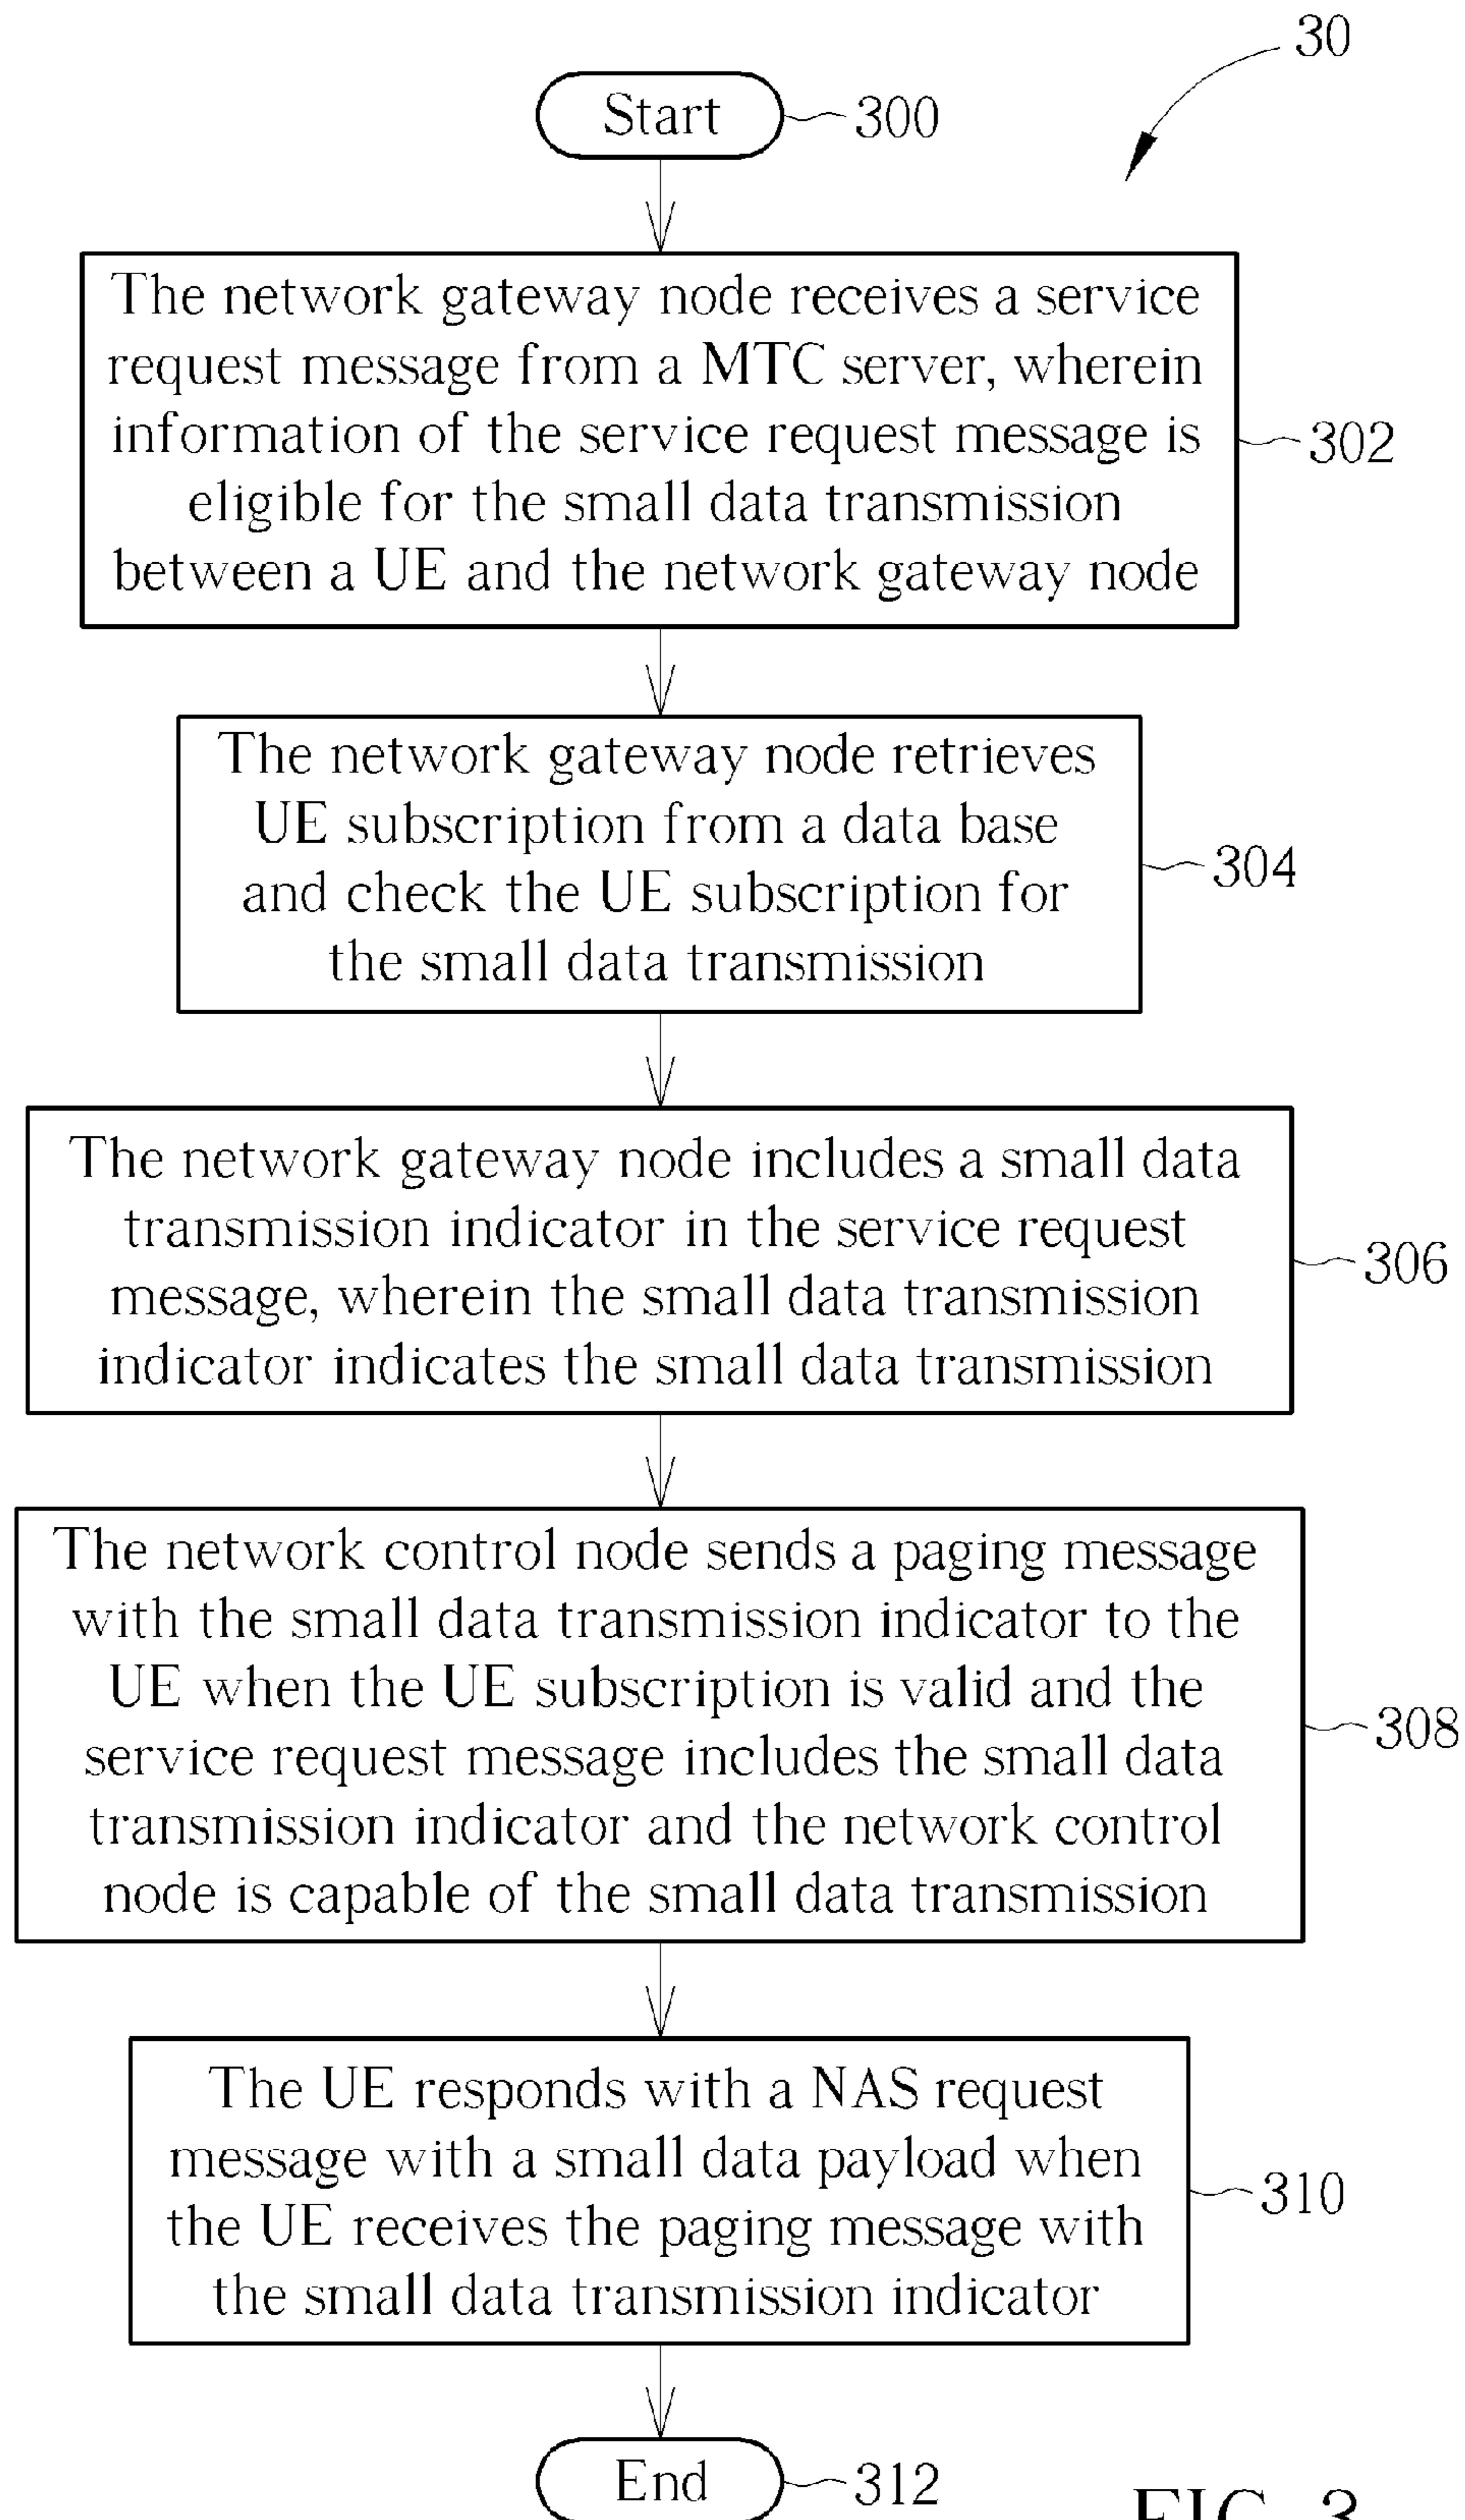 30
Start
300
The network gateway node receives a service
request message from a MTC server, wherein
information of the service request message is
eligible for the small data transmission
between a UE and the network gateway node
302
The network gateway node retrieves
UE subscription from a data base
and check the UE subscription for
the small data transmission
304
The network gateway node includes a small data
transmission indicator in the service request
message, wherein the small data transmission
indicator indicates the small data transmission
306
The network control node sends a paging message
with the small data transmission indicator to the
UE when the UE subscription is valid and the
service request message includes the small data
transmission indicator and the network control
node is capable of the small data transmission
308
The UE responds with a NAS request
message with a small data payload when
the UE receives the paging message with
the small data transmission indicator
310
End
312
FIG. 3